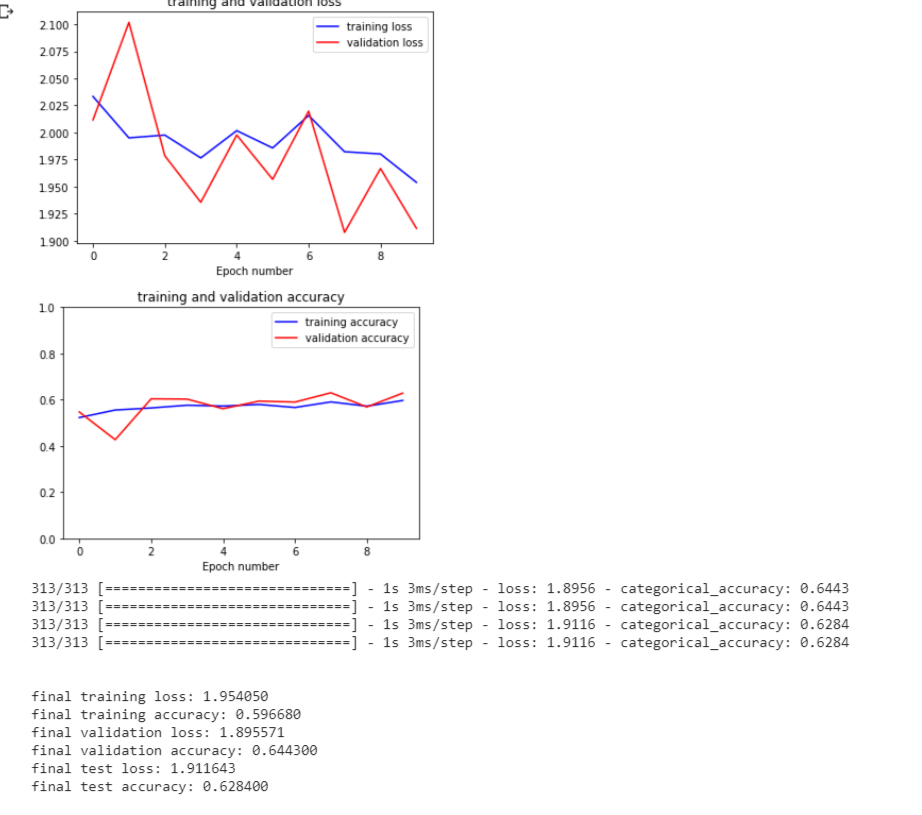 training and validation loss
training loss
validation loss
2.100
2.075
2.050
2.025
2.000
1.975
1.950
1.925
1.900
0 2 4 6 8
Epoch number
training and validation accuracy
training accuracy
validation accuracy
1.0
0.8
0.6
0.4
0.2
0.0
0 2 4 6 8
Epoch number
313/313 [==============================] - 1s 3ms/step - loss: 1.8956 - categorical_accuracy: 0.6443
313/313 [==============================] - 1s 3ms/step - loss: 1.8956 - categorical_accuracy: 0.6443
313/313 [==============================] - 1s 3ms/step - loss: 1.9116 - categorical_accuracy: 0.6284
313/313 [==============================] - 1s 3ms/step - loss: 1.9116 - categorical_accuracy: 0.6284
final training loss: 1.954050
final training accuracy: 0.596680
final validation loss: 1.895571
final validation accuracy: 0.644300
final test loss: 1.911643
final test accuracy: 0.628400